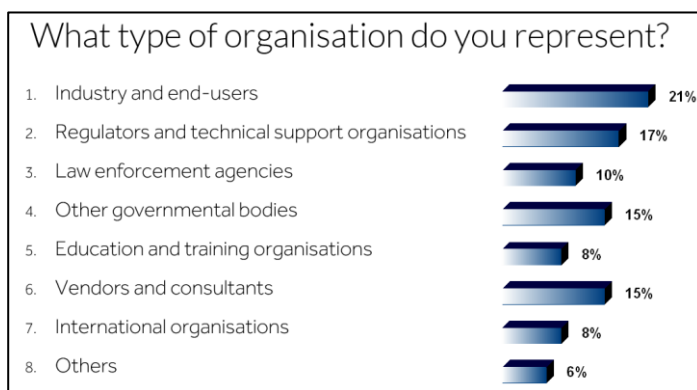 What type of organisation do you represent?
1. Industry and end-users 21%
2. Regulators and technical support organisations 17%
3. Law enforcement agencies 10%
4. Other governmental bodies 15%
5. Education and training organisations 8%
6. Vendors and consultants 15%
7. International organisations 8%
8. Others 6%